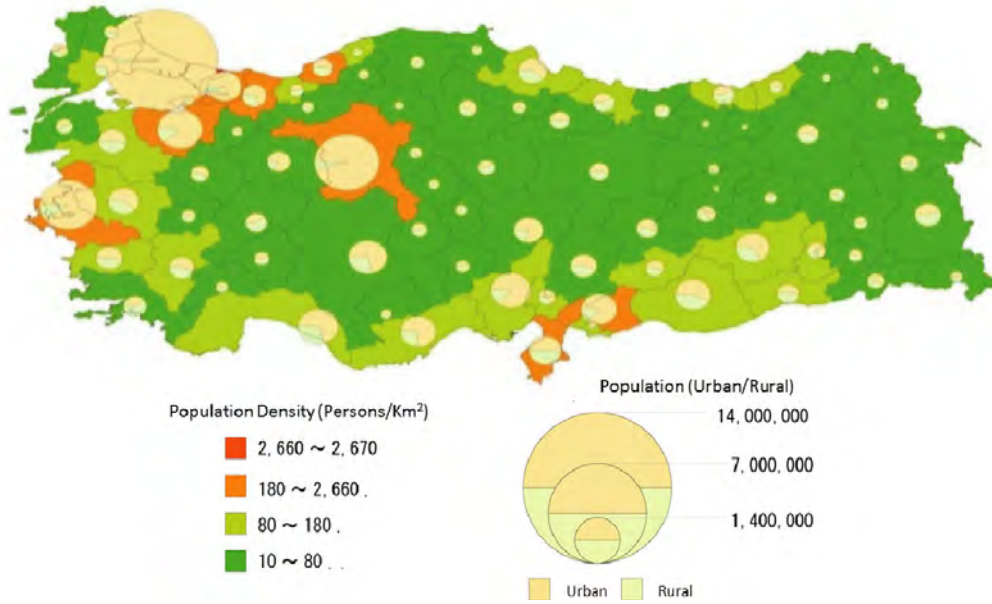 Population Density (Persons/Km²)
2, 660 ~ 2, 670
180 ~ 2, 660 .
80 ~ 180 .
10 ~ 80 . .
Population (Urban/Rural)
14, 000, 000
7, 000, 000
1, 400, 000
Urban
Rural